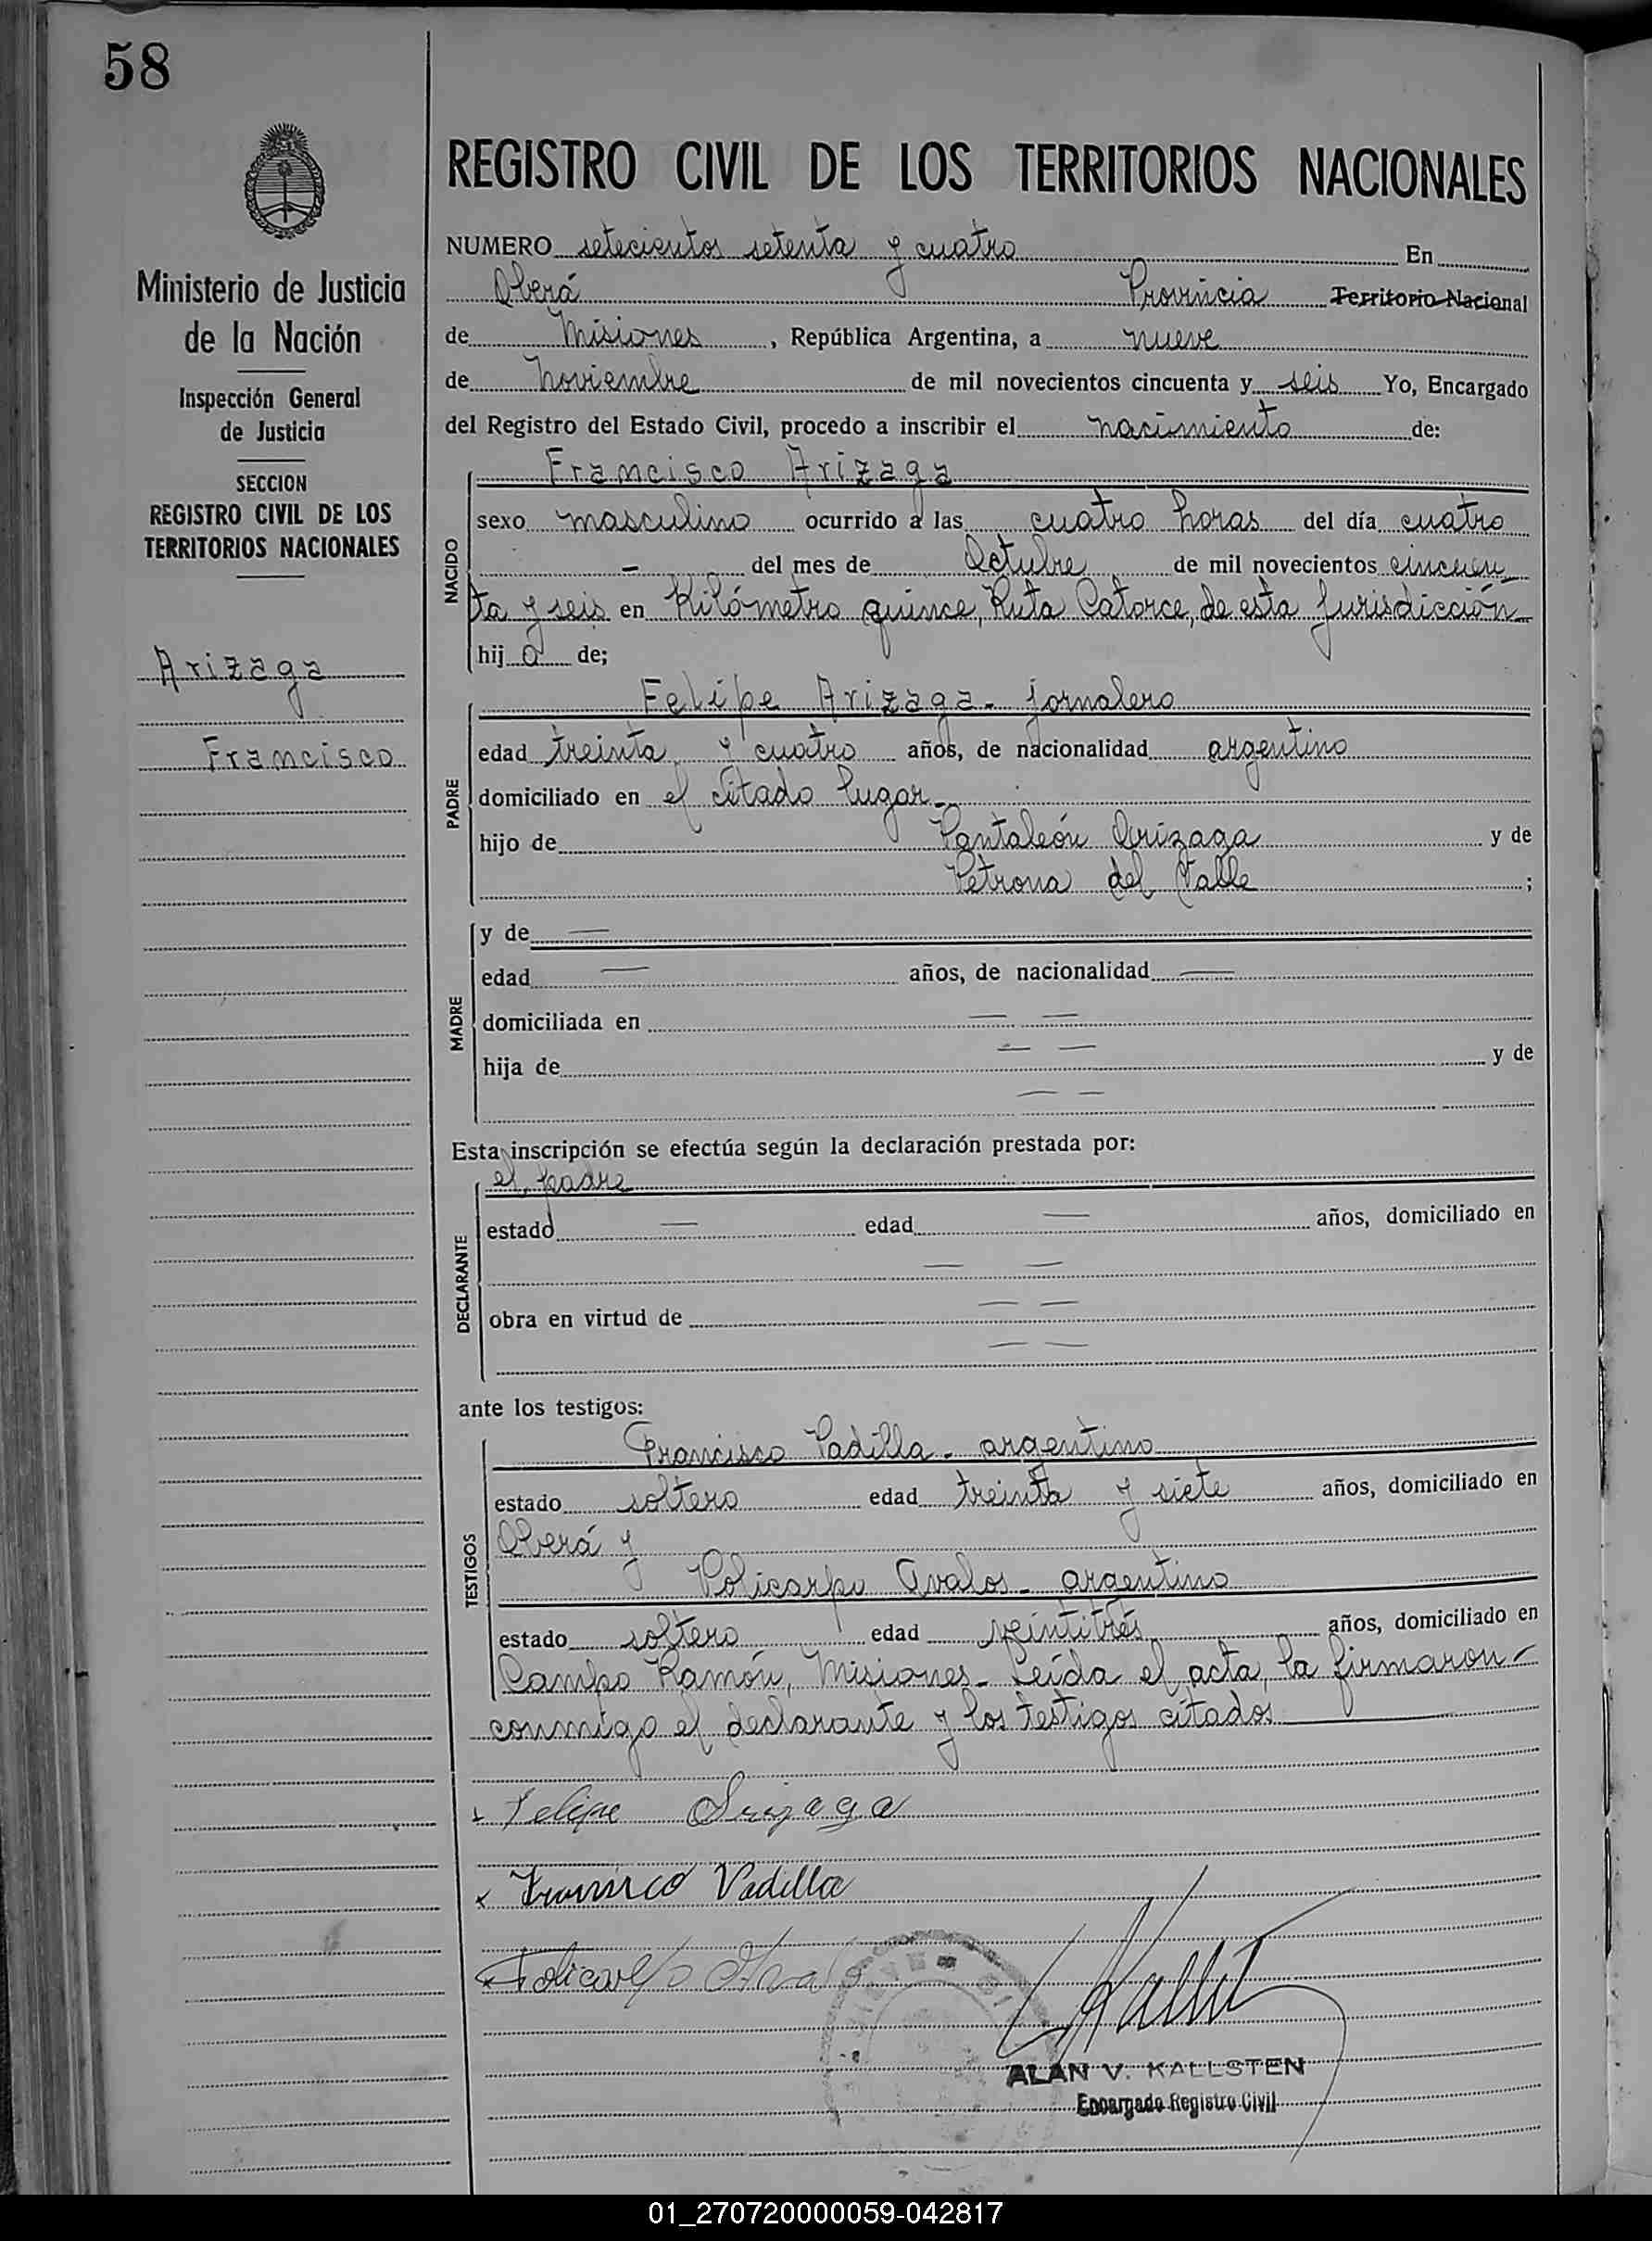 58
Ministerio de Justicia
de la Nación
Inspección General
de Justicia
SECCION
REGISTRO CIVIL DE LOS
TERRITORIOS NACIONALES
Arizaga
Francisco
REGISTRO CIVIL DE LOS TERRITORIOS NACIONALES
NUMERO setecientos setenta y cuatro En
Oberá Provincia Territorio Nacional
de Misiones, República Argentina, a nueve
de Noviembre de mil novecientos cincuenta y seis Yo, Encargado
del Registro del Estado Civil, procedo a inscribir el nacimiento de:
NACIDO
Francisco Arizaga
sexo masculino ocurrido a las cuatro horas del día cuatro
- del mes de Octubre de mil novecientos cincuen
ta y seis en Kilómetro quince, Ruta Catorce, de esta Jurisdicción
hij o de;
PADRE
Felipe Arizaga - jornalero
edad treinta y cuatro años, de nacionalidad argentino
domiciliado en el citado lugar -
hijo de Pantaleón Arizaga y de
Petrona del Valle ;
MADRE
y de —
edad — años, de nacionalidad —
domiciliada en — —
hija de — — y de
— —
Esta inscripción se efectúa según la declaración prestada por:
DECLARANTE
el padre
estado — edad — años, domiciliado en
— —
obra en virtud de — —
— —
ante los testigos:
TESTIGOS
Francisco Padilla - argentino
estado soltero edad treinta y siete años, domiciliado en
Oberá y
Policarpo Avalos - argentino
estado soltero edad veintitrés años, domiciliado en
Campo Ramón, Misiones - Leída el acta, la firmaron -
conmigo el declarante y los testigos citados
x Felipe Arizaga
x Francisco Padilla
x Policarpo Avalo
ALAN V. KALLSTEN
Encargado Registro Civil
01_270720000059-042817